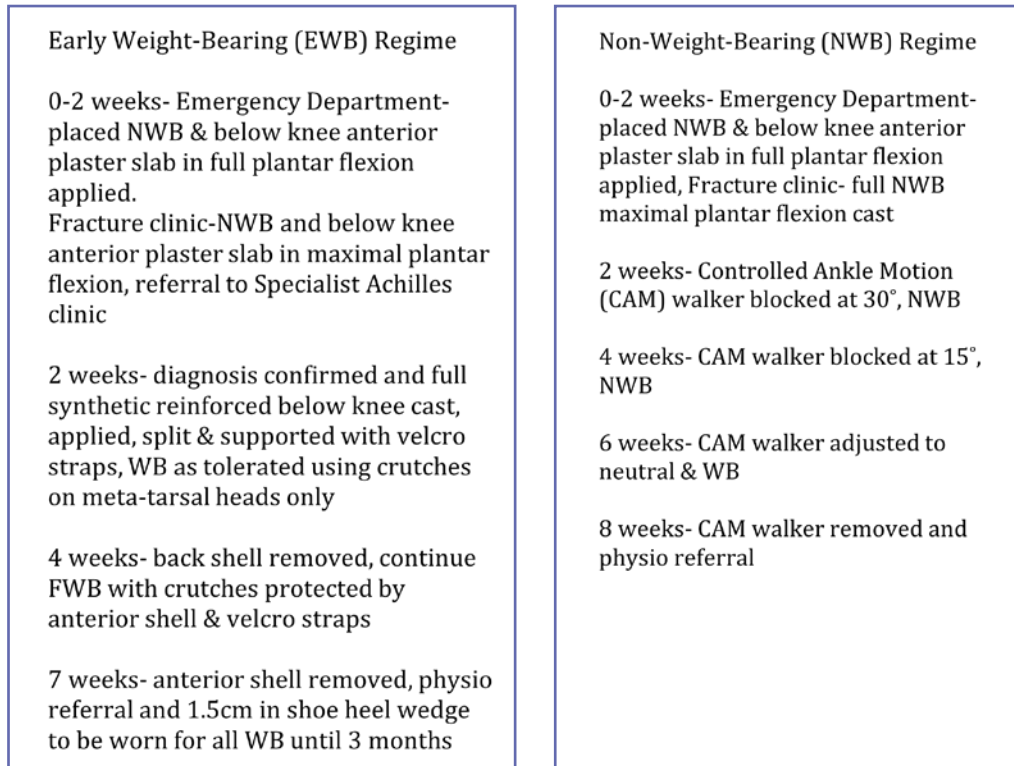 Early Weight-Bearing (EWB) Regime
0-2 weeks- Emergency Department-
placed NWB & below knee anterior
plaster slab in full plantar flexion
applied.
Fracture clinic-NWB and below knee
anterior plaster slab in maximal plantar
flexion, referral to Specialist Achilles
clinic
2 weeks- diagnosis confirmed and full
synthetic reinforced below knee cast,
applied, split & supported with velcro
straps, WB as tolerated using crutches
on meta-tarsal heads only
4 weeks- back shell removed, continue
FWB with crutches protected by
anterior shell & velcro straps
7 weeks- anterior shell removed, physio
referral and 1.5cm in shoe heel wedge
to be worn for all WB until 3 months
Non-Weight-Bearing (NWB) Regime
0-2 weeks- Emergency Department-
placed NWB & below knee anterior
plaster slab in full plantar flexion
applied, Fracture clinic- full NWB
maximal plantar flexion cast
2 weeks- Controlled Ankle Motion
(CAM) walker blocked at 30°, NWB
4 weeks- CAM walker blocked at 15°,
NWB
6 weeks- CAM walker adjusted to
neutral & WB
8 weeks- CAM walker removed and
physio referral